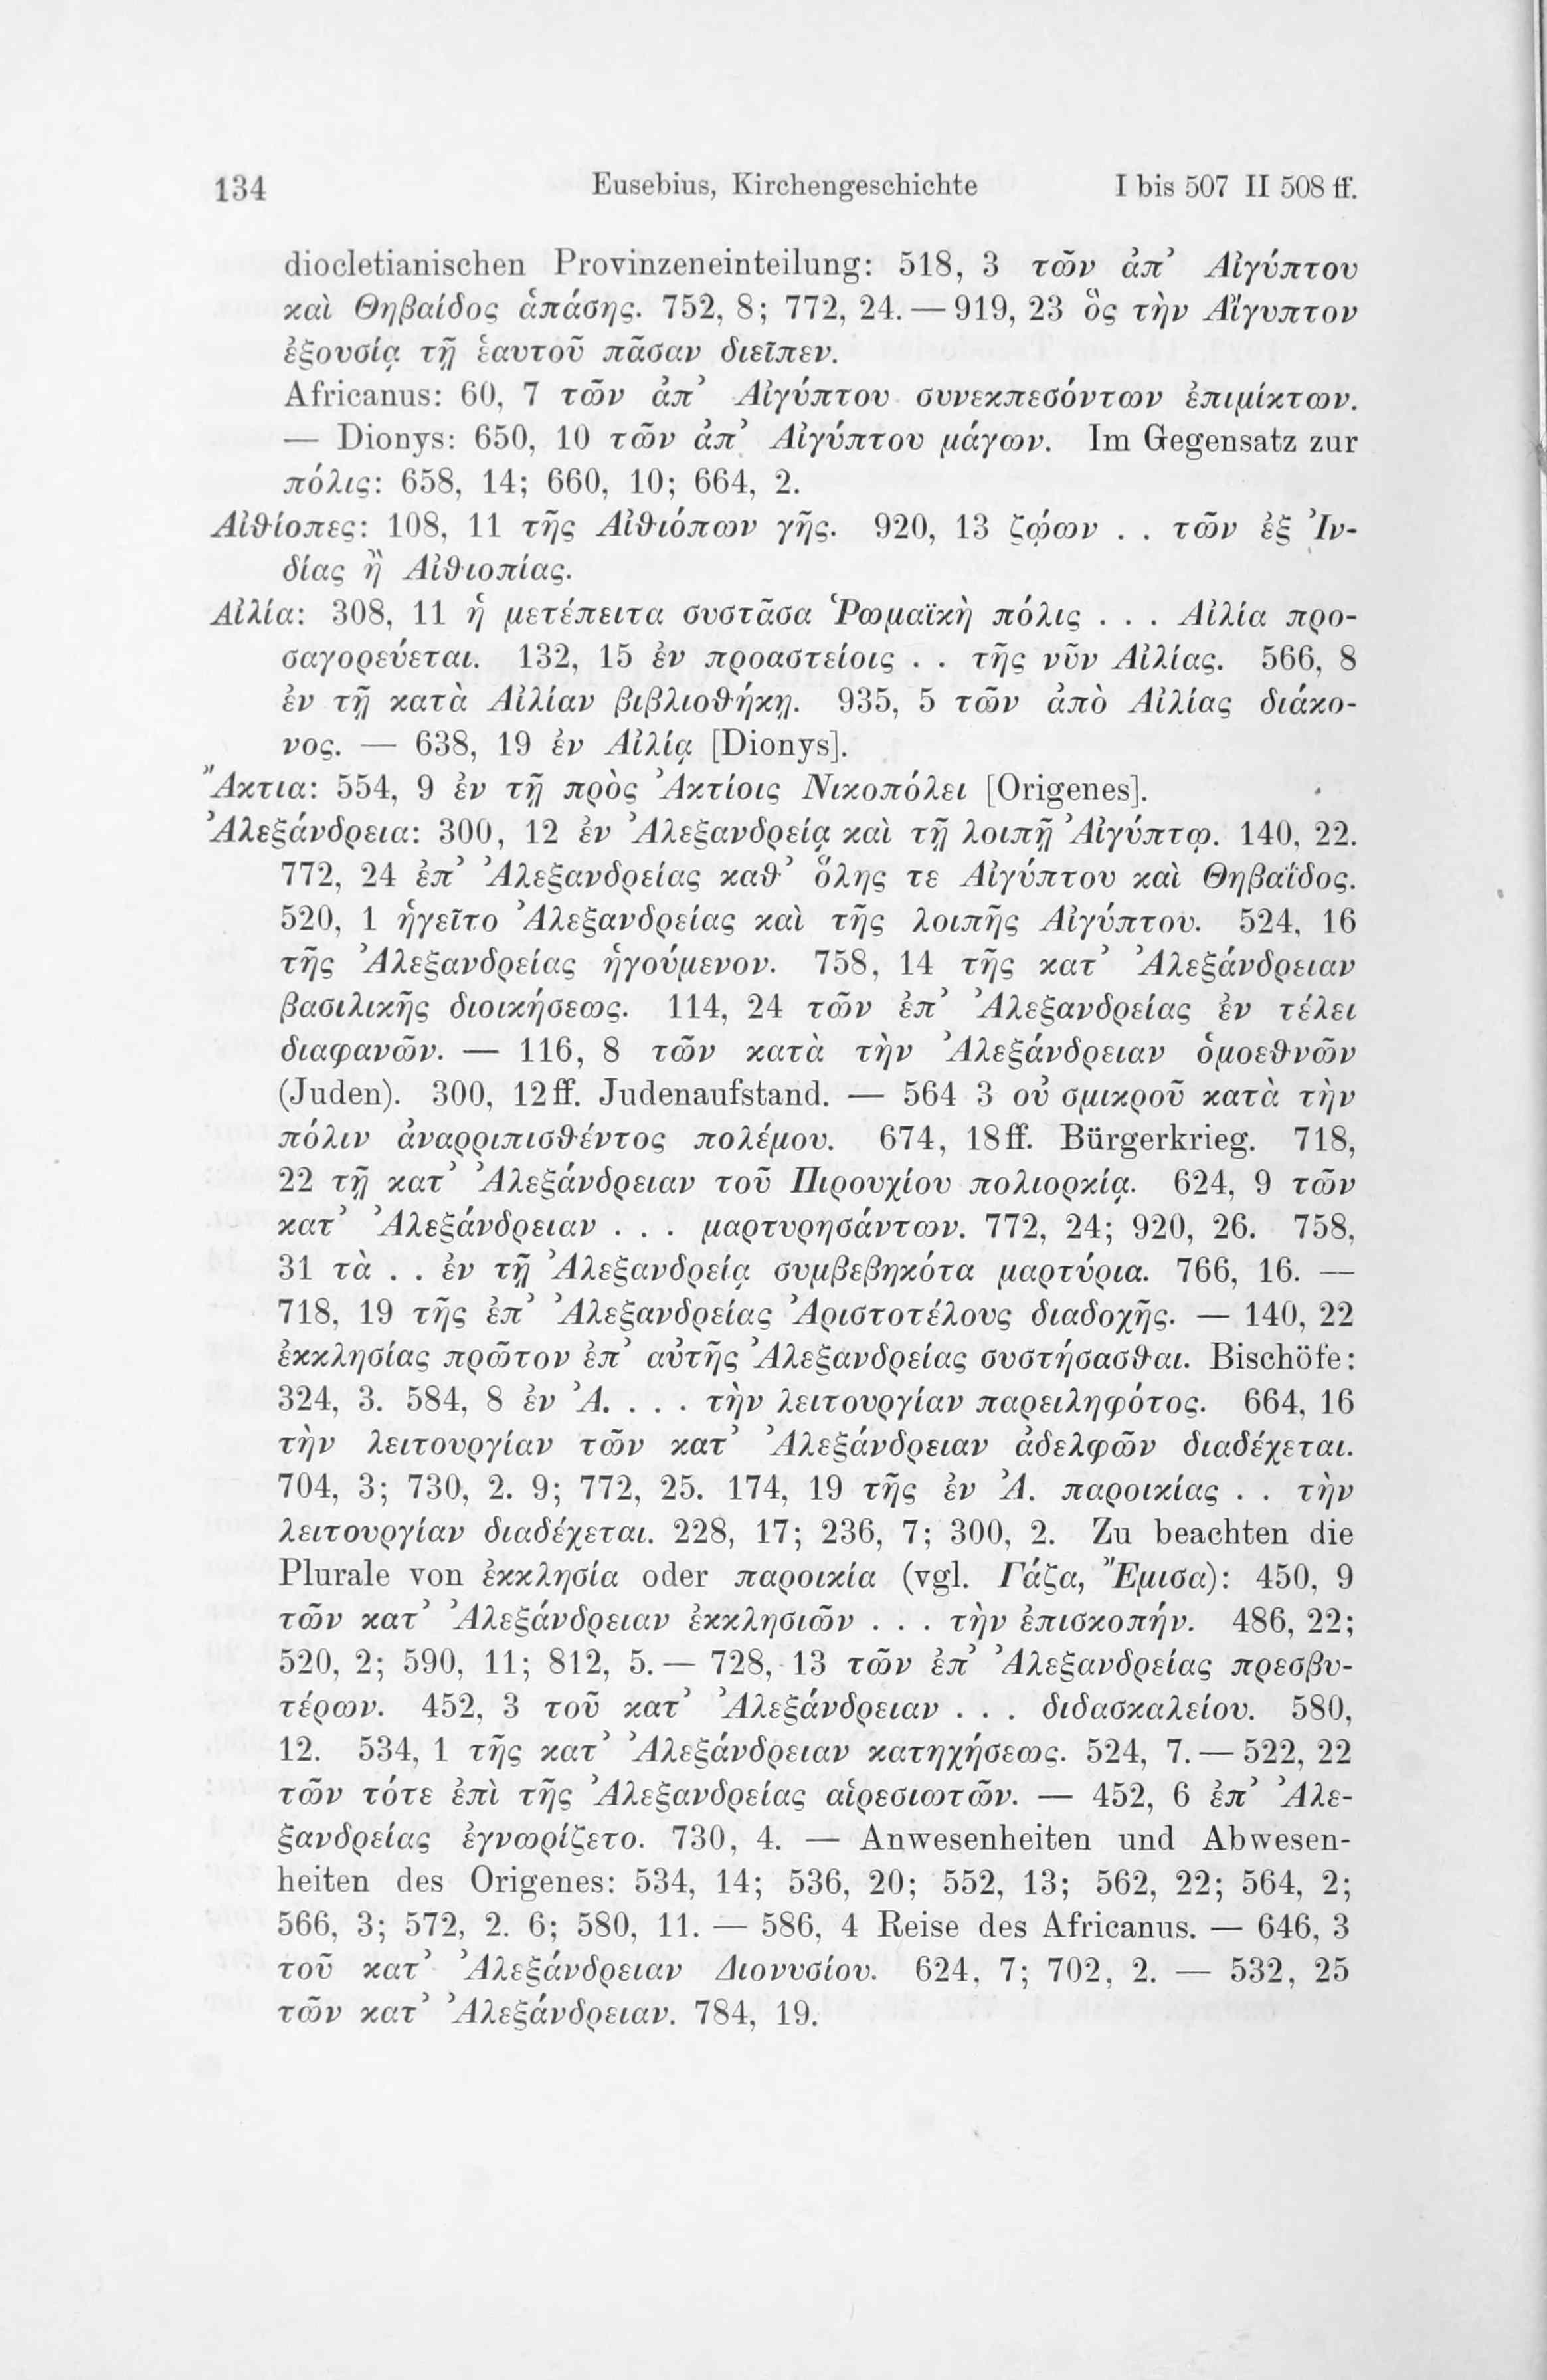 134 Eusebius, Kirchengeschichte I bis 507 II 508 ff.
diocletianischen Provinzeneinteilung: 518, 3 τῶν ἀπ᾽ Αἰγύπτου
καὶ Θηβαίδος ἁπάσης. 752, 8; 772, 24. — 919, 23 ὃς τὴν Αἴγυπτον
ἐξουσίᾳ τῇ ἑαυτοῦ πᾶσαν διεῖπεν.
Africanus: 60, 7 τῶν ἀπ᾽ Αἰγύπτου συνεκπεσόντων ἐπιμίκτων.
— Dionys: 650, 10 τῶν ἀπ᾽ Αἰγύπτου μάγων. Im Gegensatz zur
πόλις: 658, 14; 660, 10; 664, 2.
Αἰθίοπες: 108, 11 τῆς Αἰθιόπων γῆς. 920, 13 ζῴων . . τῶν ἐξ Ἰν-
δίας ἢ Αἰθιοπίας.
Αἰλία: 308, 11 ἡ μετέπειτα συστᾶσα Ῥωμαϊκὴ πόλις . . . Αἰλία προ-
σαγορεύεται. 132, 15 ἐν προαστείοις . . τῆς νῦν Αἰλίας. 566, 8
ἐν τῇ κατὰ Αἰλίαν βιβλιοθήκῃ. 935, 5 τῶν ἀπὸ Αἰλίας διάκο-
νος. — 638, 19 ἐν Αἰλίᾳ [Dionys].
Ἄκτια: 554, 9 ἐν τῇ πρὸς Ἀκτίοις Νικοπόλει [Origenes].
Ἀλεξάνδρεια: 300, 12 ἐν Ἀλεξανδρείᾳ καὶ τῇ λοιπῇ Ἀἰγύπτῳ. 140, 22.
772, 24 ἐπ᾽ Ἀλεξανδρείας καθ᾽ ὅλης τε Αἰγύπτου καὶ Θηβαΐδος.
520, 1 ἡγεῖτο Ἀλεξανδρείας καὶ τῆς λοιπῆς Αἰγύπτου. 524, 16
τῆς Ἀλεξανδρείας ἡγούμενον. 758, 14 τῆς κατ᾽ Ἀλεξάνδρειαν
βασιλικῆς διοικήσεως. 114, 24 τῶν ἐπ᾽ Ἀλεξανδρείας ἐν τέλει
διαφανῶν. — 116, 8 τῶν κατὰ τὴν Ἀλεξάνδρειαν ὁμοεθνῶν
(Juden). 300, 12 ff. Judenaufstand. — 564 3 οὐ σμικροῦ κατὰ τὴν
πόλιν ἀναρριπισθέντος πολέμου. 674, 18 ff. Bürgerkrieg. 718,
22 τῇ κατ᾽ Ἀλεξάνδρειαν τοῦ Πιρουχίου πολιορκίᾳ. 624, 9 τῶν
κατ᾽ Ἀλεξάνδρειαν . . . μαρτυρησάντων. 772, 24; 920, 26. 758,
31 τὰ . . ἐν τῇ Ἀλεξανδρείᾳ συμβεβηκότα μαρτύρια. 766, 16. —
718, 19 τῆς ἐπ᾽ Ἀλεξανδρείας Ἀριστοτέλους διαδοχῆς. — 140, 22
ἐκκλησίας πρῶτον ἐπ᾽ αὐτῆς Ἀλεξανδρείας συστήσασθαι. Bischöfe:
324, 3. 584, 8 ἐν Ἀ. . . . τὴν λειτουργίαν παρειληφότος. 664, 16
τὴν λειτουργίαν τῶν κατ᾽ Ἀλεξάνδρειαν ἀδελφῶν διαδέχεται.
704, 3; 730, 2. 9; 772, 25. 174, 19 τῆς ἐν Ἀ. παροικίας . . τὴν
λειτουργίαν διαδέχεται. 228, 17; 236, 7; 300, 2. Zu beachten die
Plurale von ἐκκλησία oder παροικία (vgl. Γάζα, Ἔμισα): 450, 9
τῶν κατ᾽ Ἀλεξάνδρειαν ἐκκλησιῶν . . . τὴν ἐπισκοπήν. 486, 22;
520, 2; 590, 11; 812, 5. — 728, 13 τῶν ἐπ᾽ Ἀλεξανδρείας πρεσβυ-
τέρων. 452, 3 τοῦ κατ᾽ Ἀλεξάνδρειαν . . . διδασκαλείου. 580,
12. 534, 1 τῆς κατ᾽ Ἀλεξάνδρειαν κατηχήσεως. 524, 7. — 522, 22
τῶν τότε ἐπὶ τῆς Ἀλεξανδρείας αἱρεσιωτῶν. — 452, 6 ἐπ᾽ Ἀλε-
ξανδρείας ἐγνωρίζετο. 730, 4. — Anwesenheiten und Abwesen-
heiten des Origenes: 534, 14; 536, 20; 552, 13; 562, 22; 564, 2;
566, 3; 572, 2. 6; 580, 11. — 586, 4 Reise des Africanus. — 646, 3
τοῦ κατ᾽ Ἀλεξάνδρειαν Διονυσίου. 624, 7; 702, 2. — 532, 25
τῶν κατ᾽ Ἀλεξάνδρειαν. 784, 19.